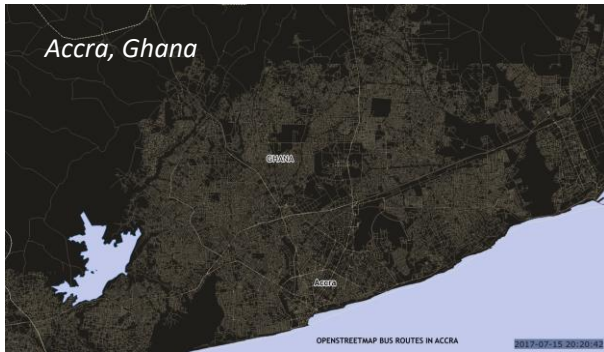 Accra, Ghana
GHANA
Accra
OPENSTREETMAP BUS ROUTES IN ACCRA
2017-07-15 20:20:42